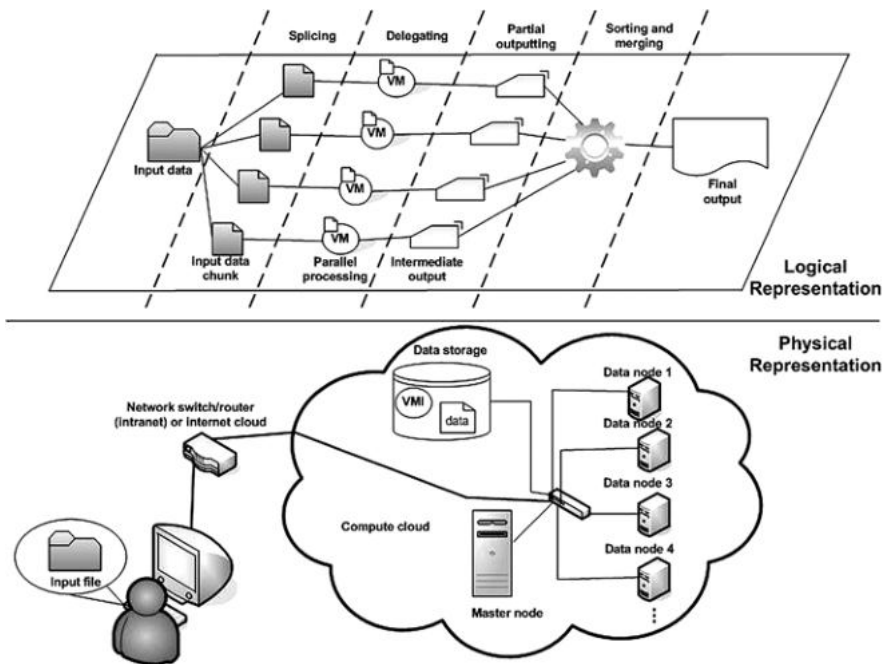 Splicing
Delegating
Partial
outputting
Sorting and
merging
VM
VM
Input data
VM
Final
output
VM
Input data
chunk
Parallel
processing
Intermediate
output
Logical
Representation
Physical
Representation
Data storage
VMI
data
Data node 1
Network switch/router
(intranet) or internet cloud
Data node 2
Data node 3
Compute cloud
Data node 4
Input file
Master node